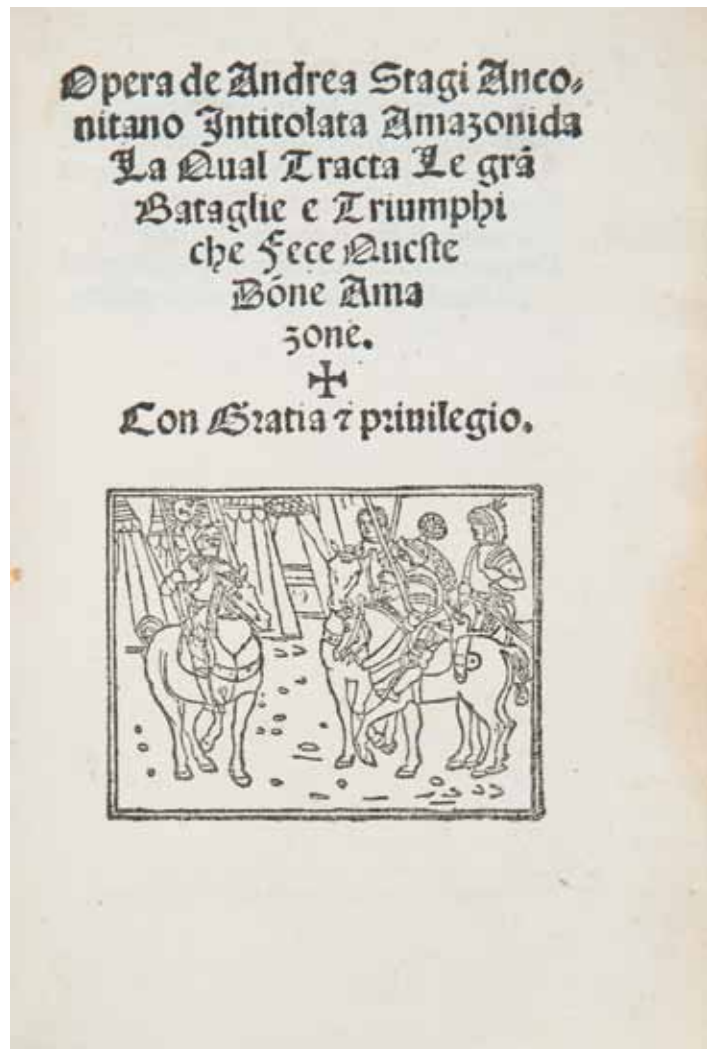 Opera de Andrea Stagi Anco-
nitano Intitolata Amazonida
La Qual Tracta Le grã
Bataglie e Triumphi
che Fece Queste
Dõne Ama
zone.
✠
Con Gratia ⁊ priuilegio.